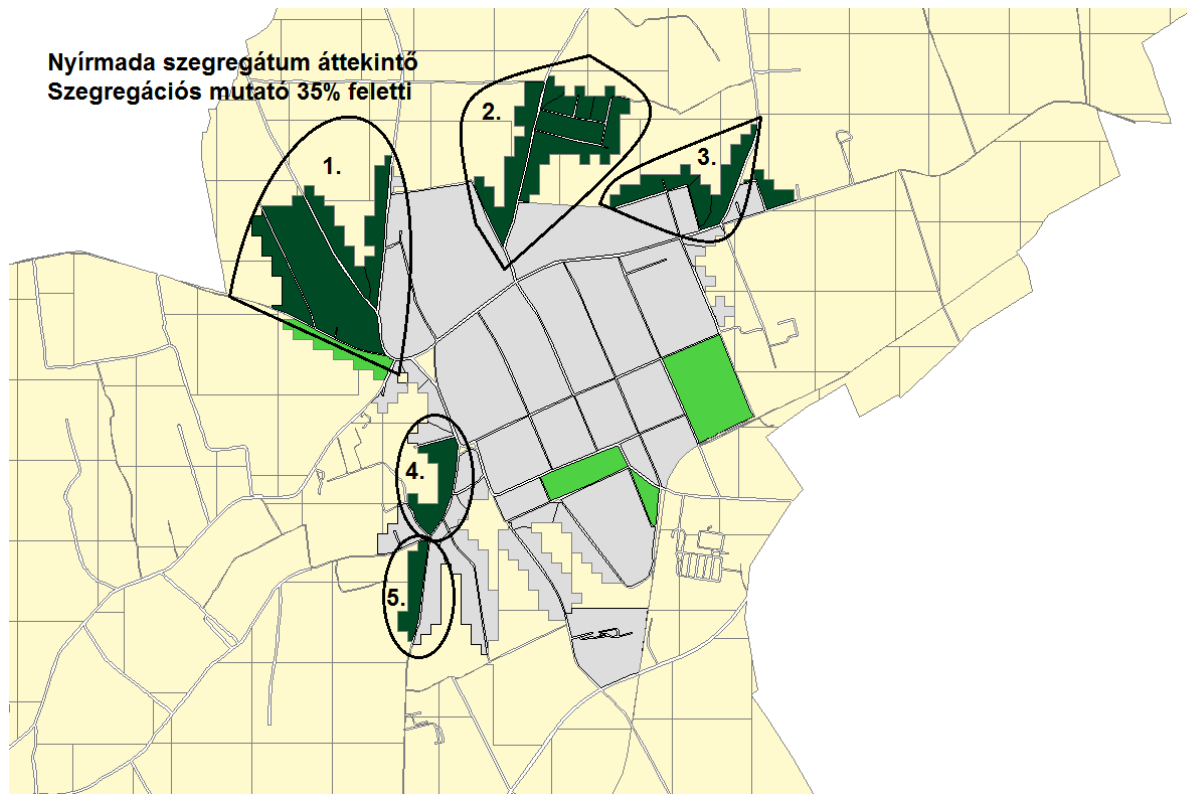 Nyírmada szegregátum áttekintő
Szegregációs mutató 35% feletti
1.
2.
3.
4.
5.